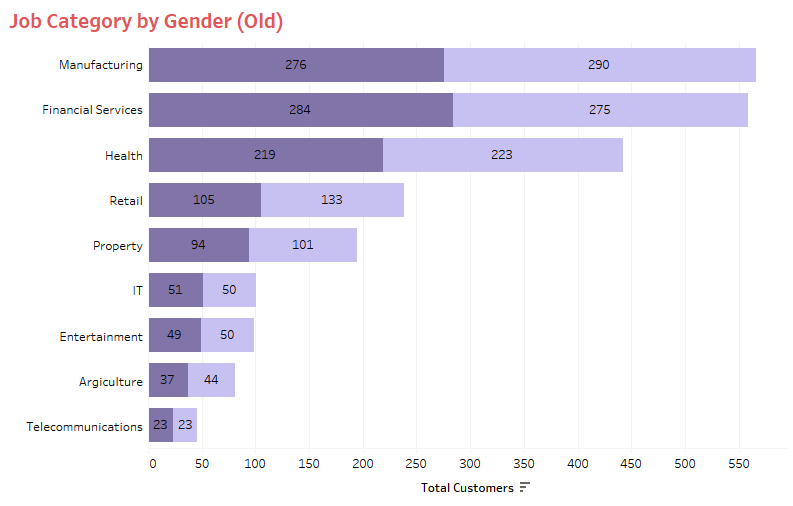 Job Category by Gender (Old)
Manufacturing 276 290
Financial Services 284 275
Health 219 223
Retail 105 133
Property 94 101
IT 51 50
Entertainment 49 50
Argiculture 37 44
Telecommunications 23 23
0 50 100 150 200 250 300 350 400 450 500 550
Total Customers